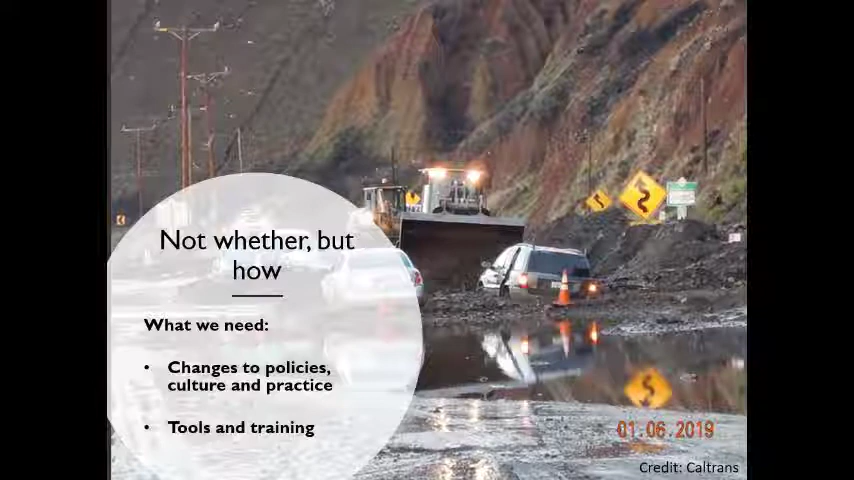 Not whether, but
how
What we need:
• Changes to policies,
culture and practice
• Tools and training
01.06.2019
Credit: Caltrans